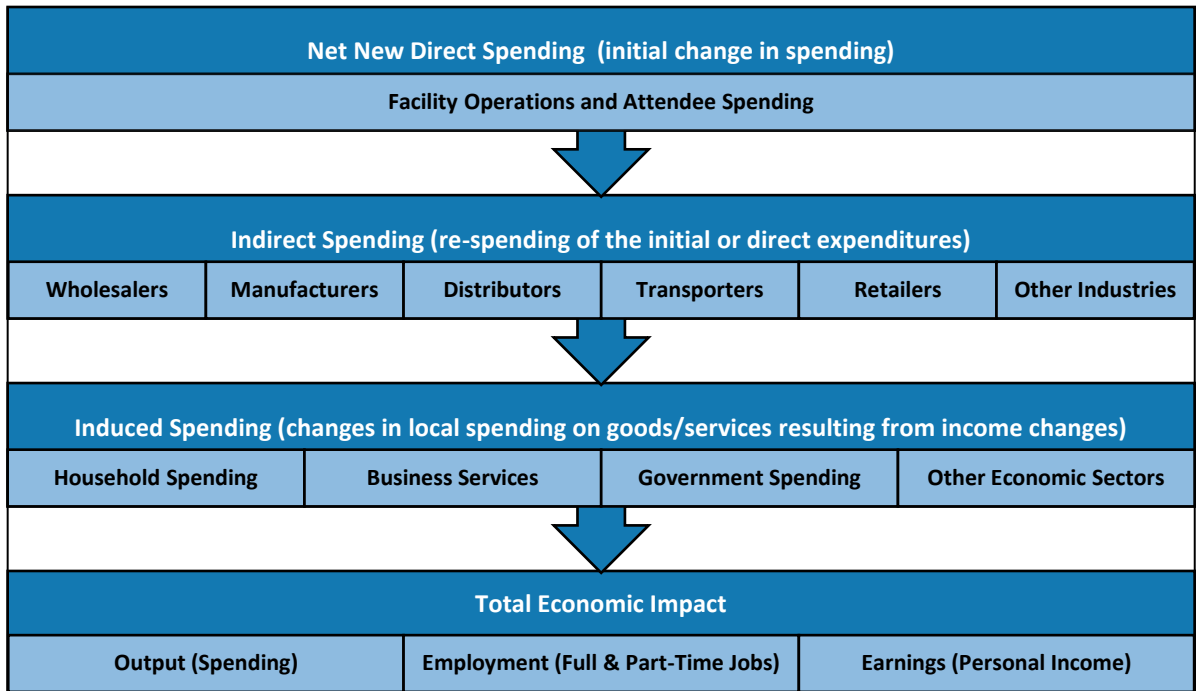 Net New Direct Spending  (initial change in spending)
Facility Operations and Attendee Spending
Indirect Spending (re-spending of the initial or direct expenditures)
Wholesalers Manufacturers Distributors Transporters Retailers Other Industries
Induced Spending (changes in local spending on goods/services resulting from income changes)
Household Spending Business Services Government Spending Other Economic Sectors
Total Economic Impact
Output (Spending) Employment (Full & Part-Time Jobs) Earnings (Personal Income)